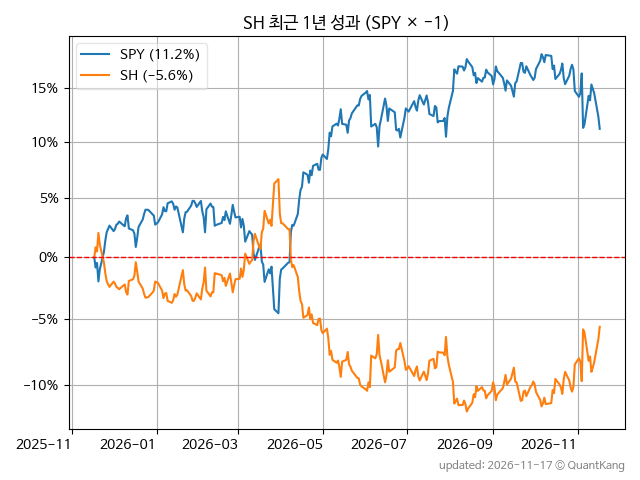 SH 최근 1년 성과 (SPY × −1)
SPY (11.2%)
SH (−5.6%)
15%
10%
5%
0%
−5%
−10%
2025−11 2026−01 2026−03 2026−05 2026−07 2026−09 2026−11
updated: 2026−11−17 © QuantKang